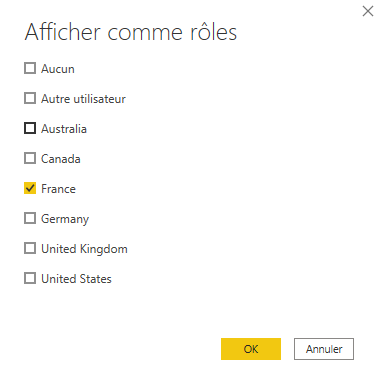 Afficher comme rôles
Aucun
Autre utilisateur
Australia
Canada
France
Germany
United Kingdom
United States
OK
Annuler